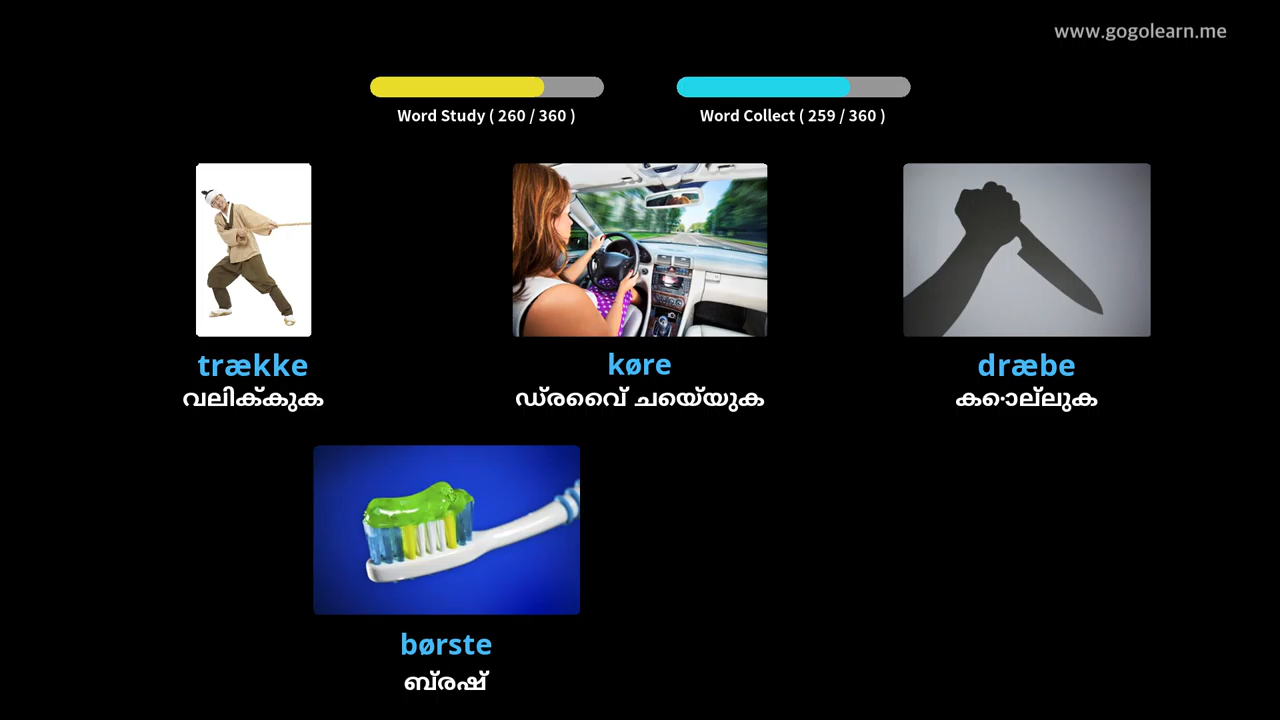 www.gogolearn.me
Word Study ( 260 / 360 )
Word Collect ( 259 / 360 )
trække
വലിക്കുക
køre
ഡ്രൈവ് ചെയ്യുക
dræbe
കൊല്ലുക
børste
ബ്രഷ്